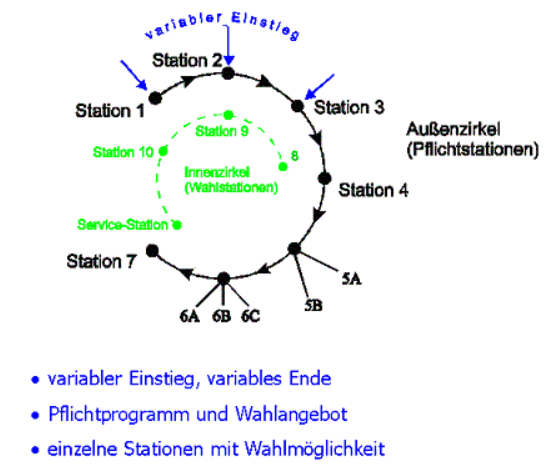 variabler Einstieg
Station 2
Station 1
Station 3
Station 9
Außenzirkel
(Pflichtstationen)
Station 10
8
Innenzirkel
(Wahlstationen)
Station 4
Service-Station
Station 7
5A
5B
6A 6B 6C
• variabler Einstieg, variables Ende
• Pflichtprogramm und Wahlangebot
• einzelne Stationen mit Wahlmöglichkeit